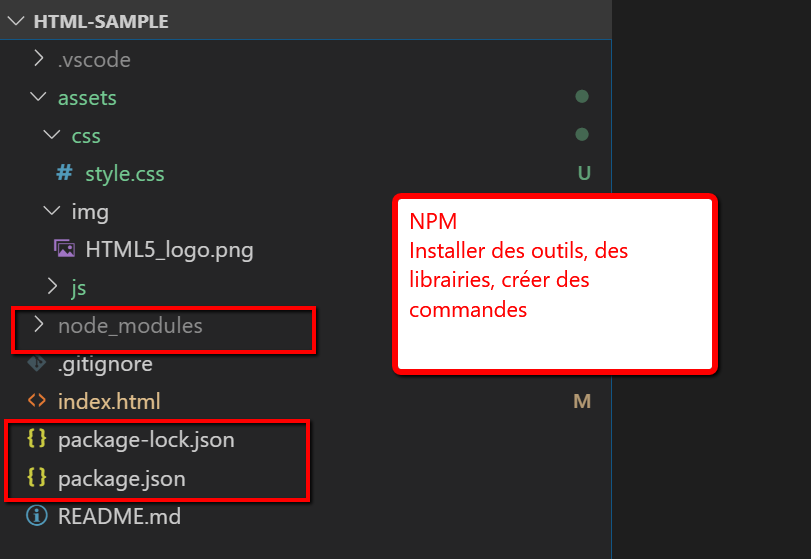 HTML-SAMPLE
.vscode
assets
css
# style.css U
img
HTML5_logo.png
js
node_modules
.gitignore
<> index.html M
{} package-lock.json
{} package.json
README.md
NPM
Installer des outils, des
librairies, créer des
commandes